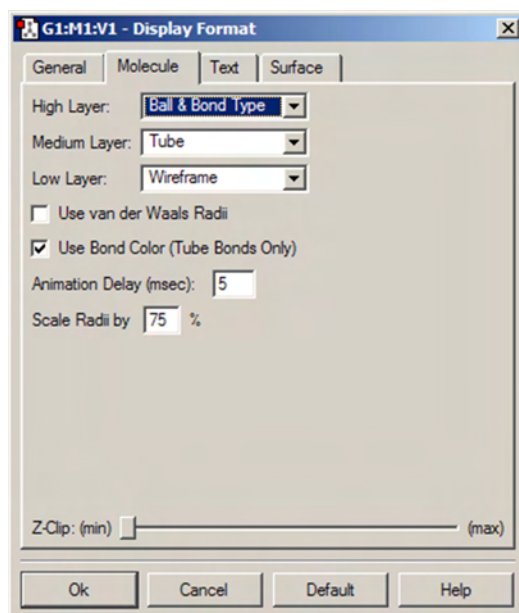 G1:M1:V1 - Display Format
General Molecule Text Surface
High Layer: Ball & Bond Type
Medium Layer: Tube
Low Layer: Wireframe
Use van der Waals Radii
Use Bond Color (Tube Bonds Only)
Animation Delay (msec): 5
Scale Radii by 75 %
Z-Clip: (min) (max)
Ok Cancel Default Help